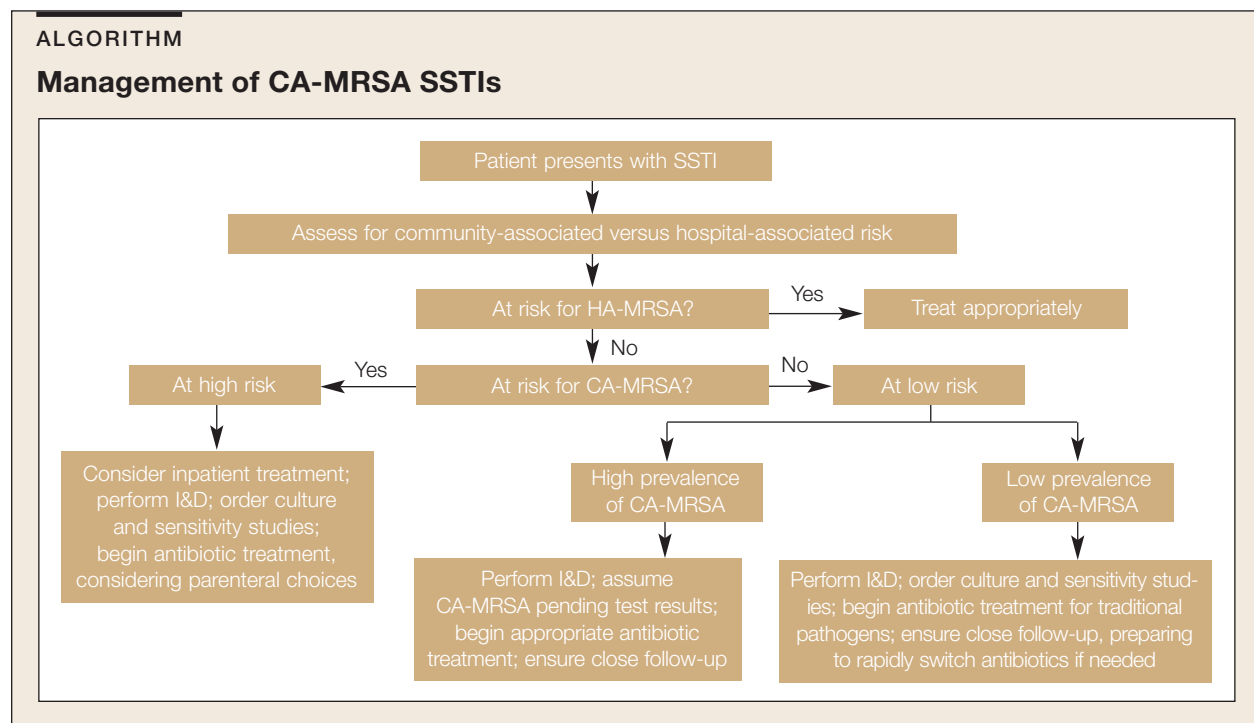 ALGORITHM
Management of CA-MRSA SSTIs
Patient presents with SSTI
Assess for community-associated versus hospital-associated risk
At risk for HA-MRSA?
Yes
Treat appropriately
No
At high risk
Yes
At risk for CA-MRSA?
No
At low risk
Consider inpatient treatment;
perform I&D; order culture
and sensitivity studies;
begin antibiotic treatment,
considering parenteral choices
High prevalence
of CA-MRSA
Low prevalence
of CA-MRSA
Perform I&D; assume
CA-MRSA pending test results;
begin appropriate antibiotic
treatment; ensure close follow-up
Perform I&D; order culture and sensitivity stud-
ies; begin antibiotic treatment for traditional
pathogens; ensure close follow-up, preparing
to rapidly switch antibiotics if needed